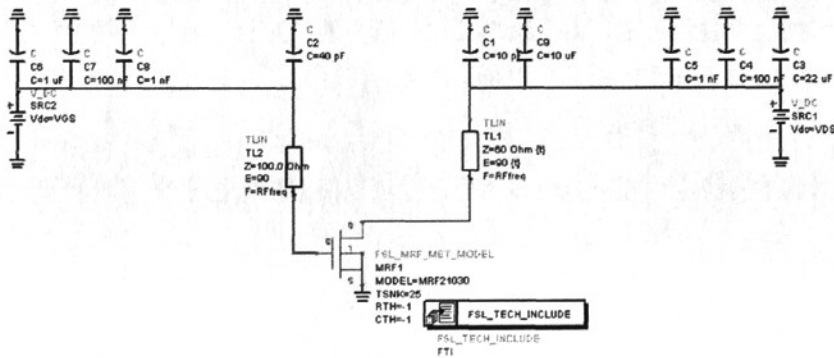 C
C6
C=1 uF
C
C7
C=100 nF
C
C8
C=1 nF
C
C2
C=40 pF
C
C1
C=10 pF
C
C9
C=10 uF
C
C5
C=1 nF
C
C4
C=100 nF
C
C3
C=22 uF
V_DC
SRC2
Vdc=VGS
V_DC
SRC1
Vdc=VDS
TLIN
TL2
Z=100.0 Ohm
E=90
F=RFfreq
TLIN
TL1
Z=60 Ohm {t}
E=90 {t}
F=RFfreq
FSL_MRF_MET_MODEL
MRF1
MODEL=MRF21030
TSNK=25
RTH=-1
CTH=-1
FSL_TECH_INCLUDE
FSL_TECH_INCLUDE
FTI